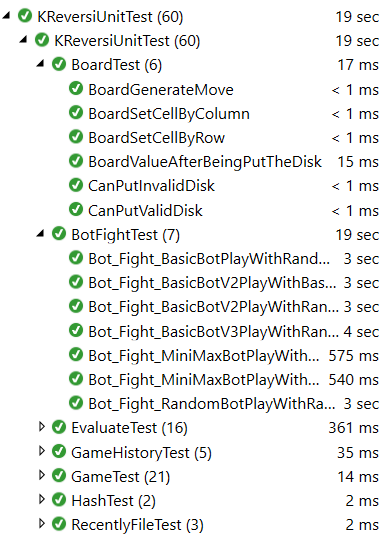 KReversiUnitTest (60) 19 sec
KReversiUnitTest (60) 19 sec
BoardTest (6) 17 ms
BoardGenerateMove < 1 ms
BoardSetCellByColumn < 1 ms
BoardSetCellByRow < 1 ms
BoardValueAfterBeingPutTheDisk 15 ms
CanPutInvalidDisk < 1 ms
CanPutValidDisk < 1 ms
BotFightTest (7) 19 sec
Bot_Fight_BasicBotPlayWithRand... 3 sec
Bot_Fight_BasicBotV2PlayWithBas... 3 sec
Bot_Fight_BasicBotV2PlayWithRan... 3 sec
Bot_Fight_BasicBotV3PlayWithRan... 4 sec
Bot_Fight_MiniMaxBotPlayWith... 575 ms
Bot_Fight_MiniMaxBotPlayWith... 540 ms
Bot_Fight_RandomBotPlayWithRa... 3 sec
EvaluateTest (16) 361 ms
GameHistoryTest (5) 35 ms
GameTest (21) 14 ms
HashTest (2) 2 ms
RecentlyFileTest (3) 2 ms